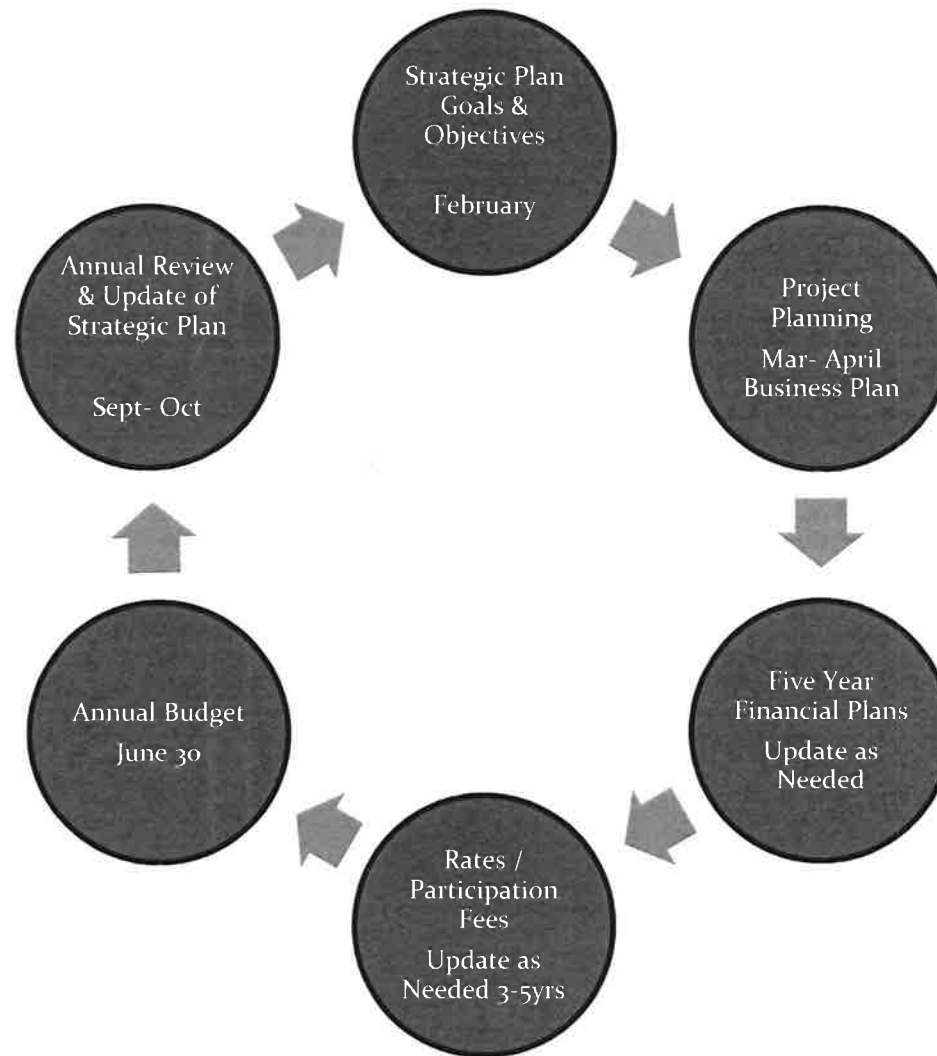 Strategic Plan
Goals &
Objectives
February
Project
Planning
Mar- April
Business Plan
Five Year
Financial Plans
Update as
Needed
Rates /
Participation
Fees
Update as
Needed 3-5yrs
Annual Budget
June 30
Annual Review
& Update of
Strategic Plan
Sept- Oct